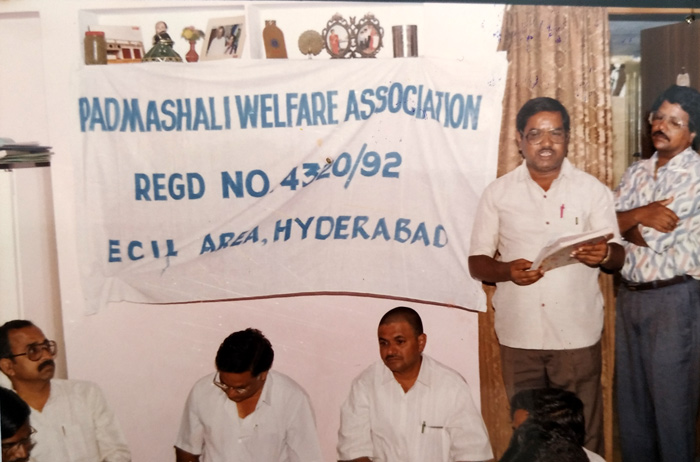 PADMASHALI WELFARE ASSOCIATION
REGD NO. 4320/92
ECIL AREA, HYDERABAD